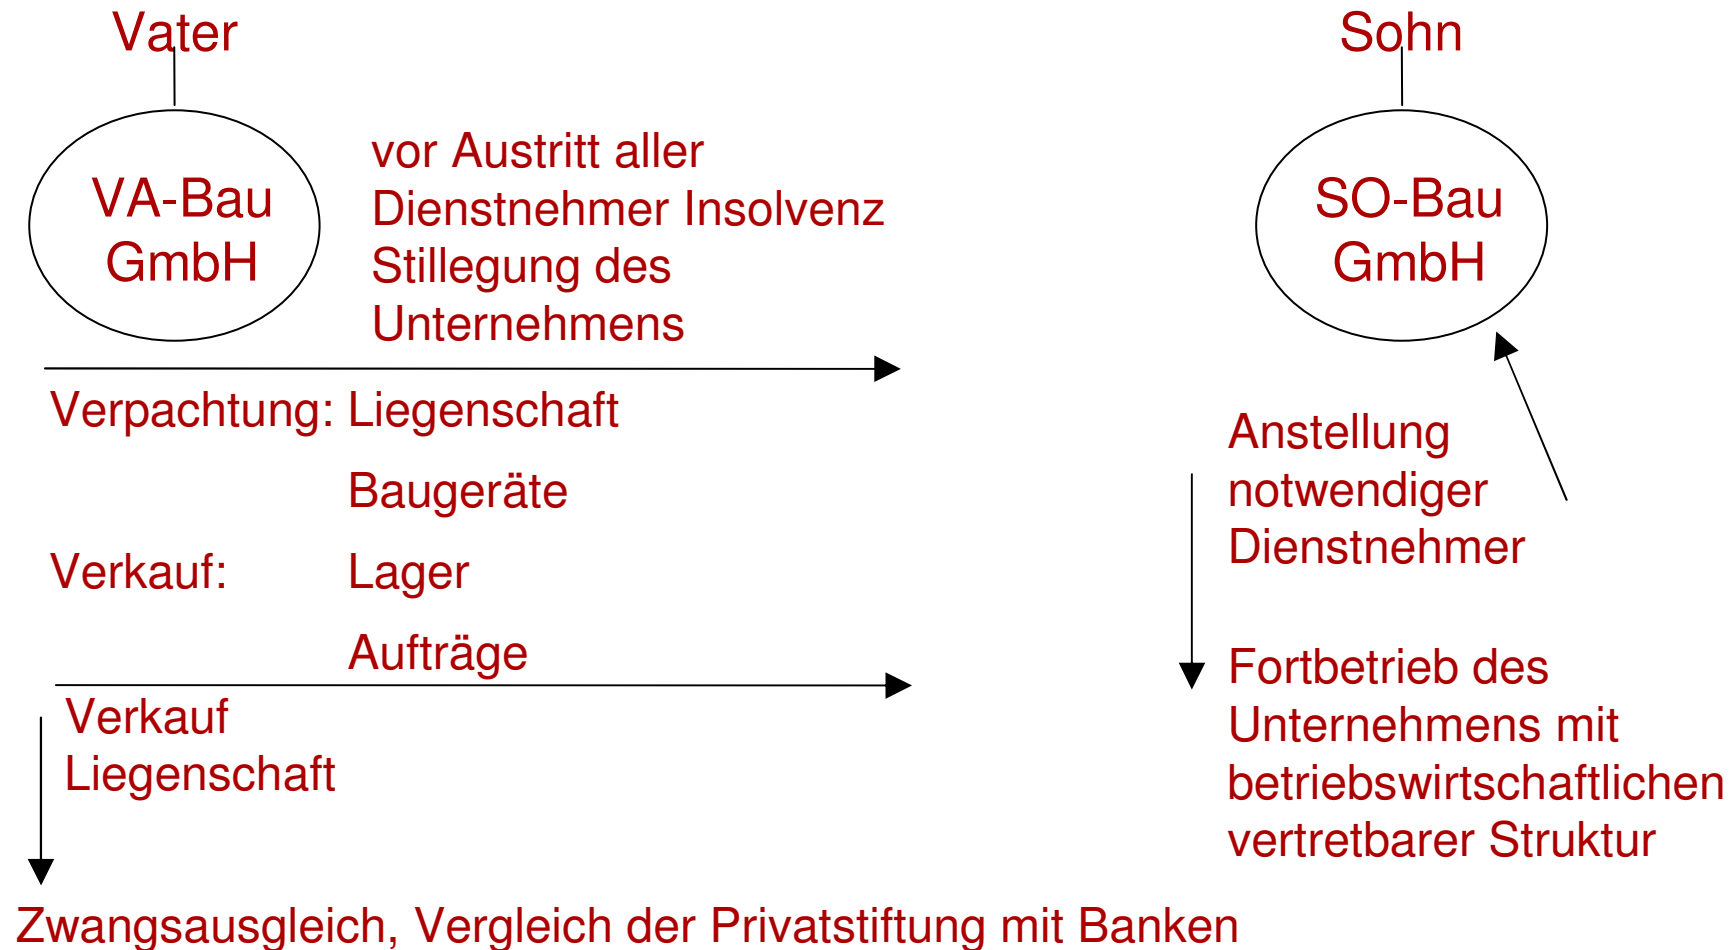 Vater
VA-Bau
GmbH
vor Austritt aller
Dienstnehmer Insolvenz
Stillegung des
Unternehmens
Verpachtung: Liegenschaft
Baugeräte
Verkauf: Lager
Aufträge
Verkauf
Liegenschaft
Sohn
SO-Bau
GmbH
Anstellung
notwendiger
Dienstnehmer
Fortbetrieb des
Unternehmens mit
betriebswirtschaftlichen
vertretbarer Struktur
Zwangsausgleich, Vergleich der Privatstiftung mit Banken